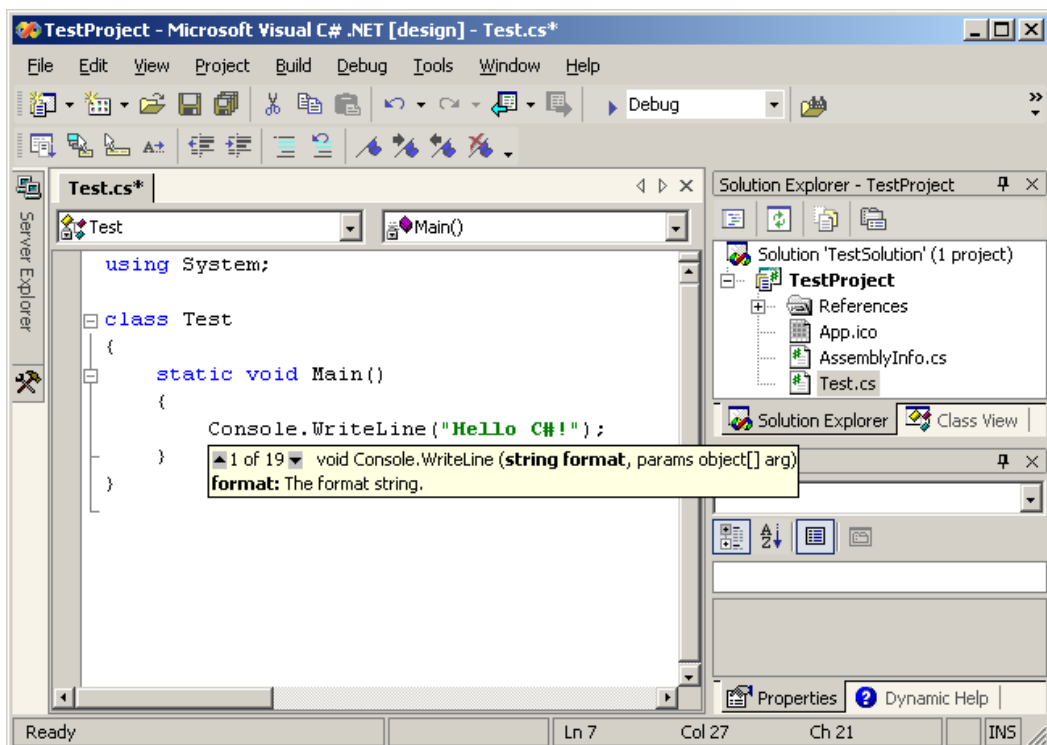 TestProject - Microsoft Visual C# .NET [design] - Test.cs*
File Edit View Project Build Debug Tools Window Help
Debug
Server Explorer
Test.cs*
Test Main()
using System;
class Test
{
static void Main()
{
Console.WriteLine("Hello C#!");
}
}
1 of 19 void Console.WriteLine (string format, params object[] arg)
format: The format string.
Solution Explorer - TestProject
Solution 'TestSolution' (1 project)
TestProject
References
App.ico
AssemblyInfo.cs
Test.cs
Solution Explorer Class View
Properties Dynamic Help
Ready Ln 7 Col 27 Ch 21 INS